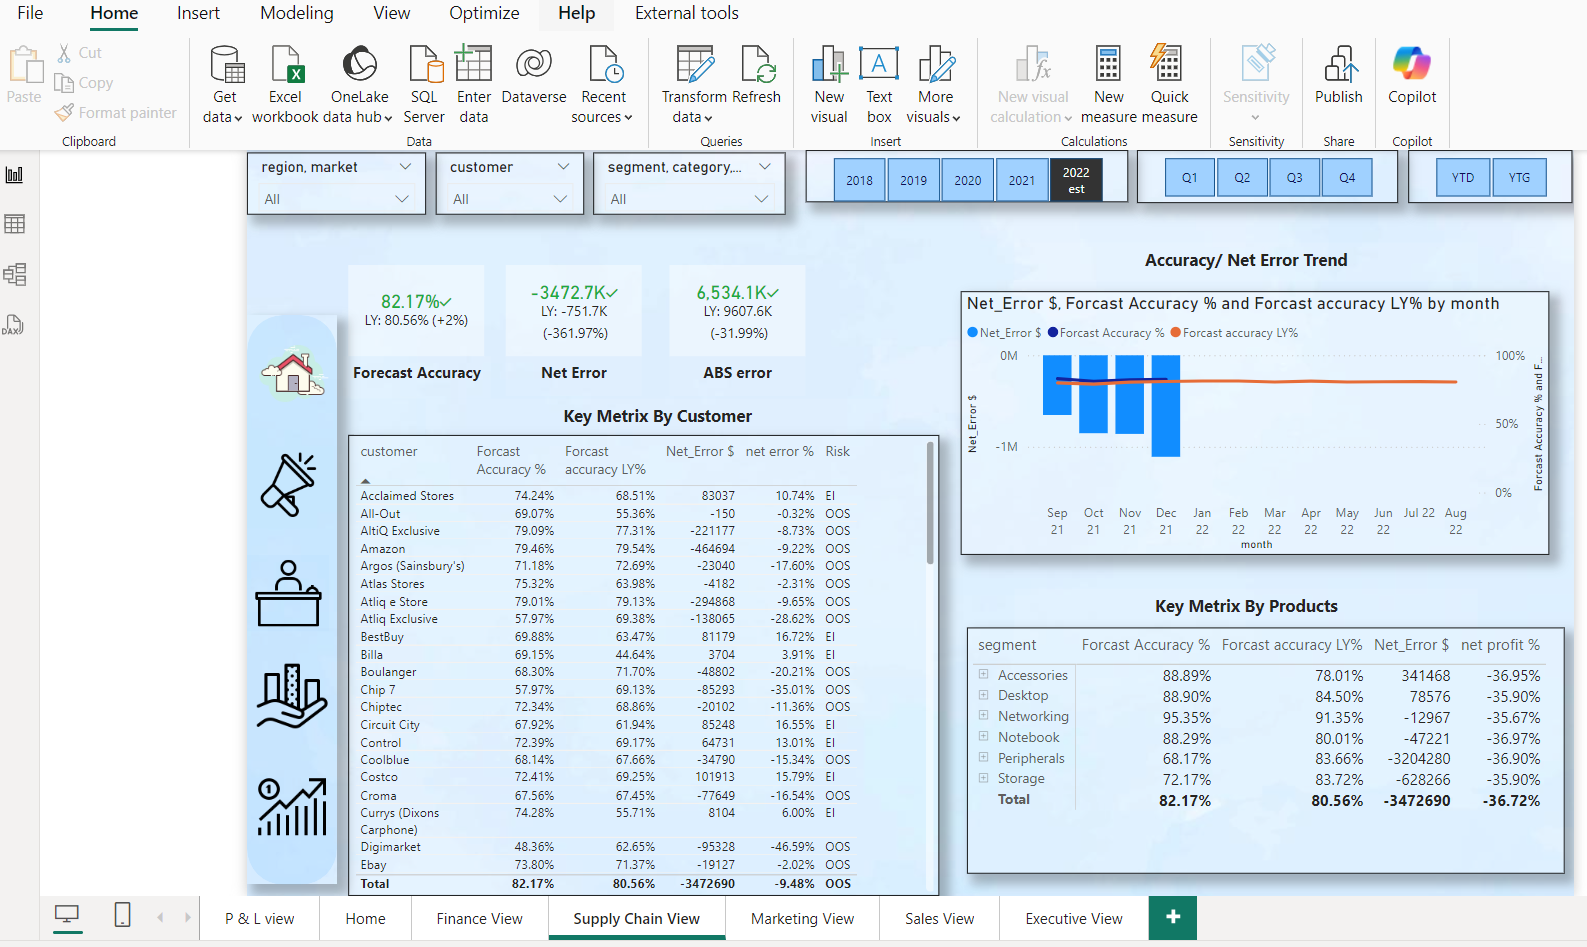 File Home Insert Modeling View Optimize Help External tools
Paste
Cut
Copy
Format painter
Clipboard
Get data
Excel workbook
OneLake data hub
SQL Server
Enter data
Dataverse
Recent sources
Data
Transform data
Refresh
Queries
New visual
Text box
More visuals
Insert
New visual calculation
New measure
Quick measure
Calculations
Sensitivity
Sensitivity
Publish
Share
Copilot
Copilot
DAX
region, market
All
customer
All
segment, category,...
All
2018 2019 2020 2021 2022 est
Q1 Q2 Q3 Q4
YTD YTG
82.17%
LY: 80.56% (+2%)
Forecast Accuracy
-3472.7K
LY: -751.7K
(-361.97%)
Net Error
6,534.1K
LY: 9607.6K
(-31.99%)
ABS error
Key Metrix By Customer
customer Forcast Accuracy % Forcast accuracy LY% Net_Error $ net error % Risk
Acclaimed Stores 74.24% 68.51% 83037 10.74% EI
All-Out 69.07% 55.36% -150 -0.32% OOS
AltiQ Exclusive 79.09% 77.31% -221177 -8.73% OOS
Amazon 79.46% 79.54% -464694 -9.22% OOS
Argos (Sainsbury's) 71.18% 72.69% -23040 -17.60% OOS
Atlas Stores 75.32% 63.98% -4182 -2.31% OOS
Atliq e Store 79.01% 79.13% -294868 -9.65% OOS
Atliq Exclusive 57.97% 69.38% -138065 -28.62% OOS
BestBuy 69.88% 63.47% 81179 16.72% EI
Billa 69.15% 44.64% 3704 3.91% EI
Boulanger 68.30% 71.70% -48802 -20.21% OOS
Chip 7 57.97% 69.13% -85293 -35.01% OOS
Chiptec 72.34% 68.86% -20102 -11.36% OOS
Circuit City 67.92% 61.94% 85248 16.55% EI
Control 72.39% 69.17% 64731 13.01% EI
Coolblue 68.14% 67.66% -34790 -15.34% OOS
Costco 72.41% 69.25% 101913 15.79% EI
Croma 67.56% 67.45% -77649 -16.54% OOS
Currys (Dixons Carphone) 74.28% 55.71% 8104 6.00% EI
Digimarket 48.36% 62.65% -95328 -46.59% OOS
Ebay 73.80% 71.37% -19127 -2.02% OOS
Total 82.17% 80.56% -3472690 -9.48% OOS
Accuracy/ Net Error Trend
Net_Error $, Forcast Accuracy % and Forcast accuracy LY% by month
Net_Error $ Forcast Accuracy % Forcast accuracy LY%
0M
-1M
Net_Error $
100%
50%
0%
Forcast Accuracy % and F...
Sep 21 Oct 21 Nov 21 Dec 21 Jan 22 Feb 22 Mar 22 Apr 22 May 22 Jun 22 Jul 22 Aug 22
month
Key Metrix By Products
segment Forcast Accuracy % Forcast accuracy LY% Net_Error $ net profit %
Accessories 88.89% 78.01% 341468 -36.95%
Desktop 88.90% 84.50% 78576 -35.90%
Networking 95.35% 91.35% -12967 -35.67%
Notebook 88.29% 80.01% -47221 -36.97%
Peripherals 68.17% 83.66% -3204280 -36.90%
Storage 72.17% 83.72% -628266 -35.90%
Total 82.17% 80.56% -3472690 -36.72%
1
P & L view Home Finance View Supply Chain View Marketing View Sales View Executive View +